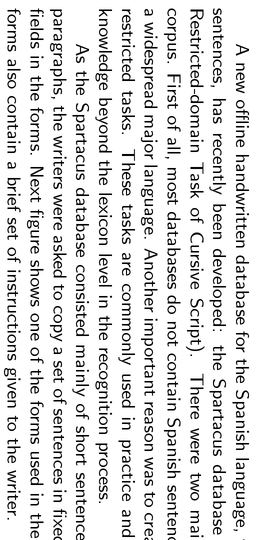 A new offline handwritten database for the Spanish language,
sentences, has recently been developed: the Spartacus database
Restricted-domain Task of Cursive Script). There were two mai
corpus. First of all, most databases do not contain Spanish senten
a widespread major language. Another important reason was to crea
restricted tasks. These tasks are commonly used in practice and
knowledge beyond the lexicon level in the recognition process.
As the Spartacus database consisted mainly of short sentence
paragraphs, the writers were asked to copy a set of sentences in fixed
fields in the forms. Next figure shows one of the forms used in the
forms also contain a brief set of instructions given to the writer.